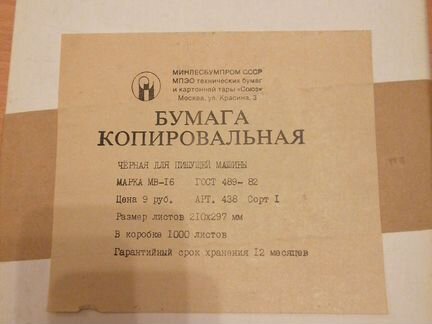 МИНЛЕСБУМПРОМ СССР
МПЭО технических бумаг
и картонной тары «Союз»
Москва, ул. Красина, 3
БУМАГА
КОПИРОВАЛЬНАЯ
ЧЁРНАЯ ДЛЯ ПИШУЩЕЙ МАШИНЫ
МАРКА МВ-16 ГОСТ 489-82
Цена 9 руб. АРТ. 438 Сорт I
Размер листов 210х297 мм
В коробке 1000 листов
Гарантийный срок хранения 12 месяцев